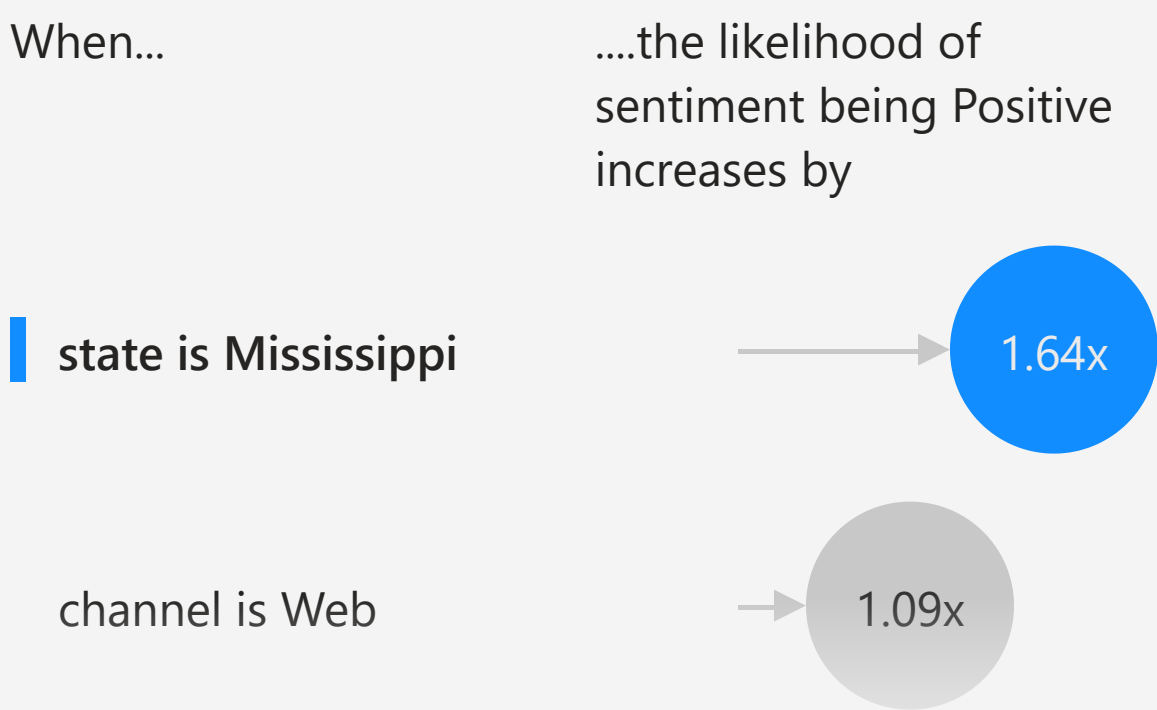 When...
....the likelihood of
sentiment being Positive
increases by
state is Mississippi
1.64x
channel is Web
1.09x